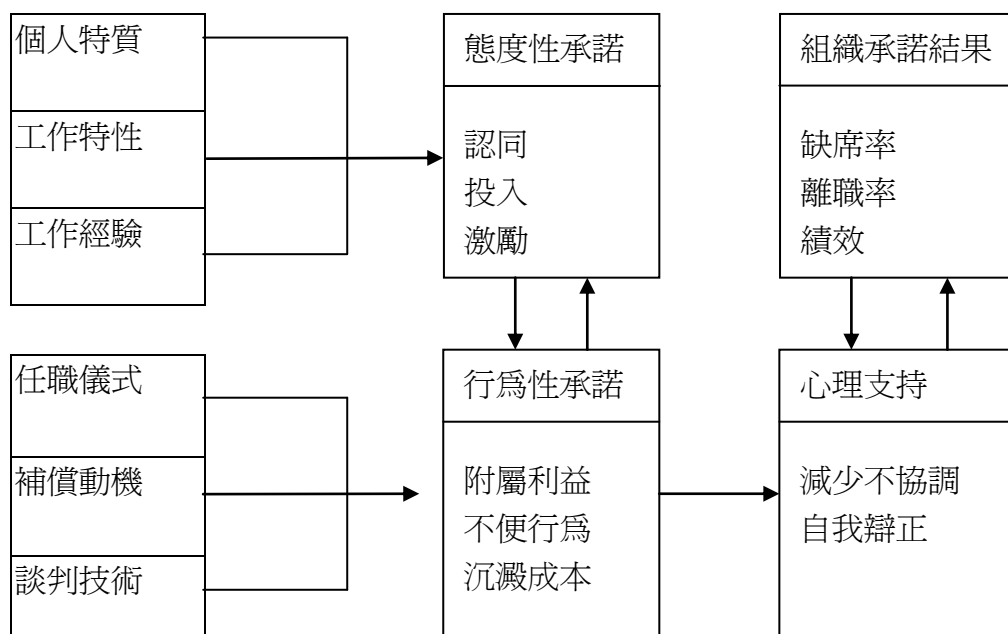 個人特質
工作特性
工作經驗
態度性承諾
認同
投入
激勵
組織承諾結果
缺席率
離職率
績效
任職儀式
補償動機
談判技術
行爲性承諾
附屬利益
不便行爲
沉澱成本
心理支持
減少不協調
自我辯正